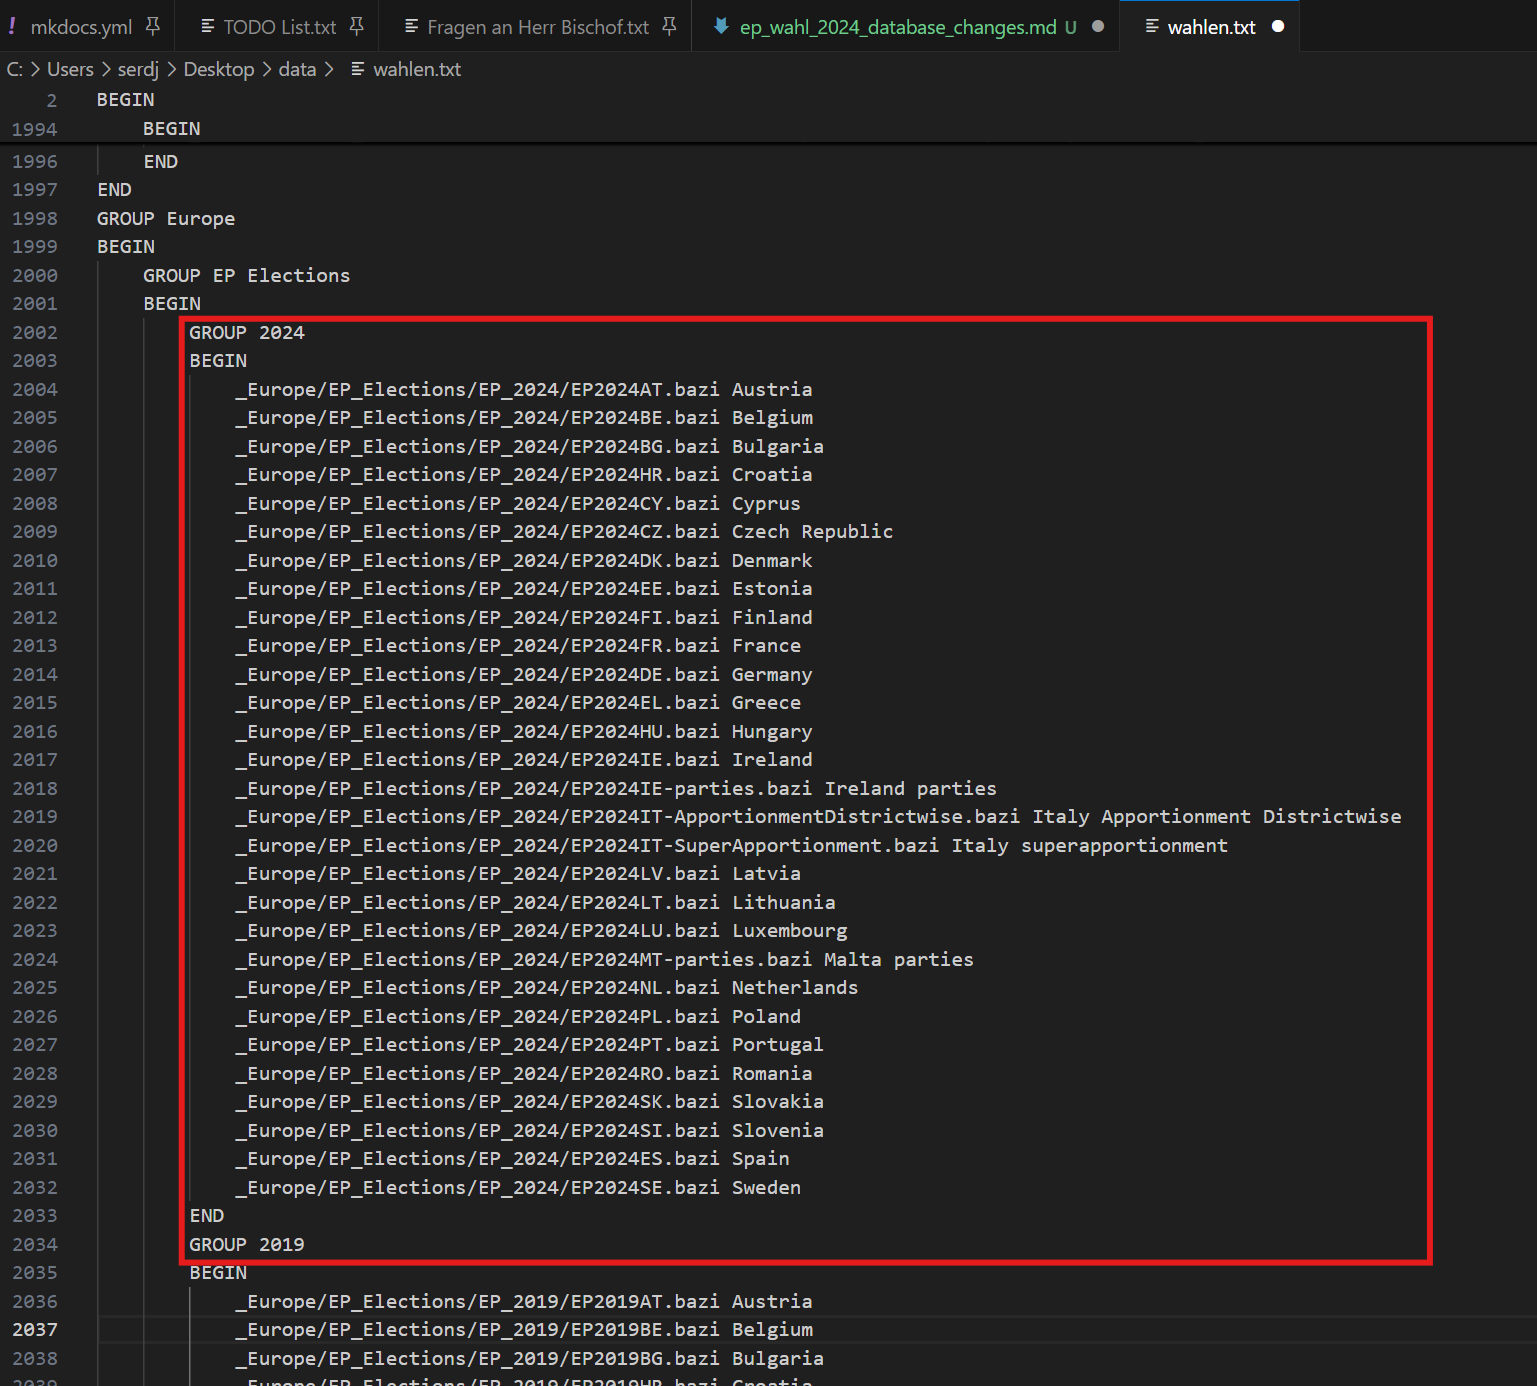 ! mkdocs.yml TODO List.txt Fragen an Herr Bischof.txt ep_wahl_2024_database_changes.md U wahlen.txt
C: > Users > serdj > Desktop > data > wahlen.txt
2 BEGIN
1994 BEGIN
1996 END
1997 END
1998 GROUP Europe
1999 BEGIN
2000 GROUP EP Elections
2001 BEGIN
2002 GROUP 2024
2003 BEGIN
2004 _Europe/EP_Elections/EP_2024/EP2024AT.bazi Austria
2005 _Europe/EP_Elections/EP_2024/EP2024BE.bazi Belgium
2006 _Europe/EP_Elections/EP_2024/EP2024BG.bazi Bulgaria
2007 _Europe/EP_Elections/EP_2024/EP2024HR.bazi Croatia
2008 _Europe/EP_Elections/EP_2024/EP2024CY.bazi Cyprus
2009 _Europe/EP_Elections/EP_2024/EP2024CZ.bazi Czech Republic
2010 _Europe/EP_Elections/EP_2024/EP2024DK.bazi Denmark
2011 _Europe/EP_Elections/EP_2024/EP2024EE.bazi Estonia
2012 _Europe/EP_Elections/EP_2024/EP2024FI.bazi Finland
2013 _Europe/EP_Elections/EP_2024/EP2024FR.bazi France
2014 _Europe/EP_Elections/EP_2024/EP2024DE.bazi Germany
2015 _Europe/EP_Elections/EP_2024/EP2024EL.bazi Greece
2016 _Europe/EP_Elections/EP_2024/EP2024HU.bazi Hungary
2017 _Europe/EP_Elections/EP_2024/EP2024IE.bazi Ireland
2018 _Europe/EP_Elections/EP_2024/EP2024IE-parties.bazi Ireland parties
2019 _Europe/EP_Elections/EP_2024/EP2024IT-ApportionmentDistrictwise.bazi Italy Apportionment Districtwise
2020 _Europe/EP_Elections/EP_2024/EP2024IT-SuperApportionment.bazi Italy superapportionment
2021 _Europe/EP_Elections/EP_2024/EP2024LV.bazi Latvia
2022 _Europe/EP_Elections/EP_2024/EP2024LT.bazi Lithuania
2023 _Europe/EP_Elections/EP_2024/EP2024LU.bazi Luxembourg
2024 _Europe/EP_Elections/EP_2024/EP2024MT-parties.bazi Malta parties
2025 _Europe/EP_Elections/EP_2024/EP2024NL.bazi Netherlands
2026 _Europe/EP_Elections/EP_2024/EP2024PL.bazi Poland
2027 _Europe/EP_Elections/EP_2024/EP2024PT.bazi Portugal
2028 _Europe/EP_Elections/EP_2024/EP2024RO.bazi Romania
2029 _Europe/EP_Elections/EP_2024/EP2024SK.bazi Slovakia
2030 _Europe/EP_Elections/EP_2024/EP2024SI.bazi Slovenia
2031 _Europe/EP_Elections/EP_2024/EP2024ES.bazi Spain
2032 _Europe/EP_Elections/EP_2024/EP2024SE.bazi Sweden
2033 END
2034 GROUP 2019
2035 BEGIN
2036 _Europe/EP_Elections/EP_2019/EP2019AT.bazi Austria
2037 _Europe/EP_Elections/EP_2019/EP2019BE.bazi Belgium
2038 _Europe/EP_Elections/EP_2019/EP2019BG.bazi Bulgaria
2039 _Europe/EP_Elections/EP_2019/EP2019HR.bazi Croatia